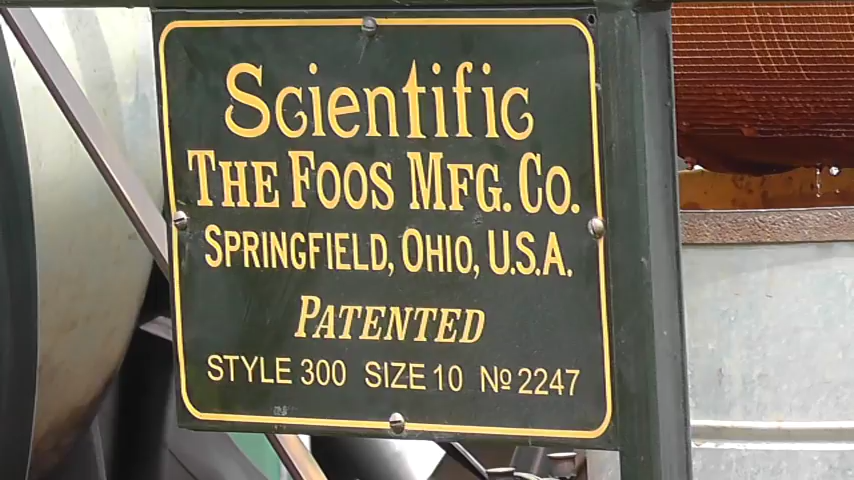 Scientific
THE FOOS MFG. CO.
SPRINGFIELD, OHIO, U.S.A.
PATENTED
STYLE 300 SIZE 10 № 2247